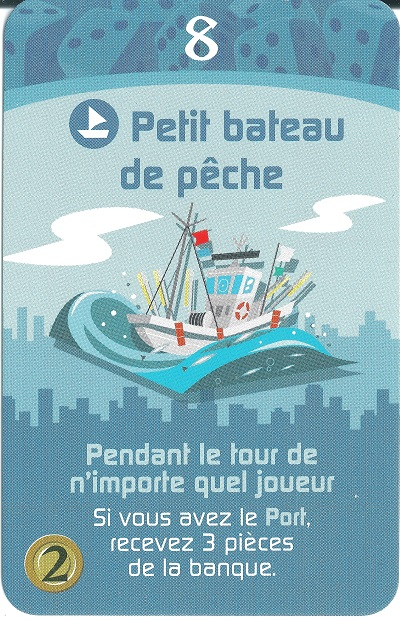 8
Petit bateau
de pêche
Pendant le tour de
n'importe quel joueur
Si vous avez le Port,
recevez 3 pièces
de la banque.
2